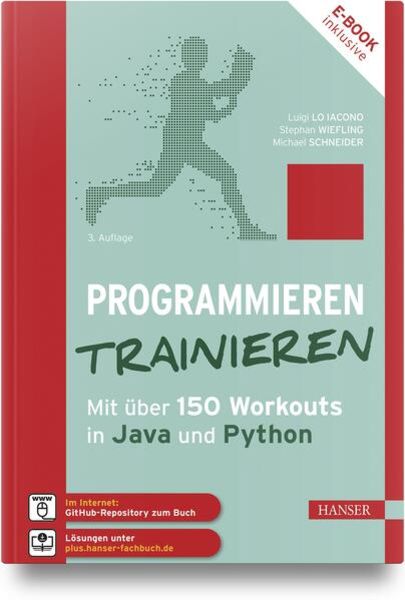 E-BOOK
inklusive
Luigi LO IACONO
Stephan WIEFLING
Michael SCHNEIDER
3. Auflage
PROGRAMMIEREN
TRAINIEREN
Mit über 150 Workouts
in Java und Python
www
Im Internet:
GitHub-Repository zum Buch
Lösungen unter
plus.hanser-fachbuch.de
HANSER